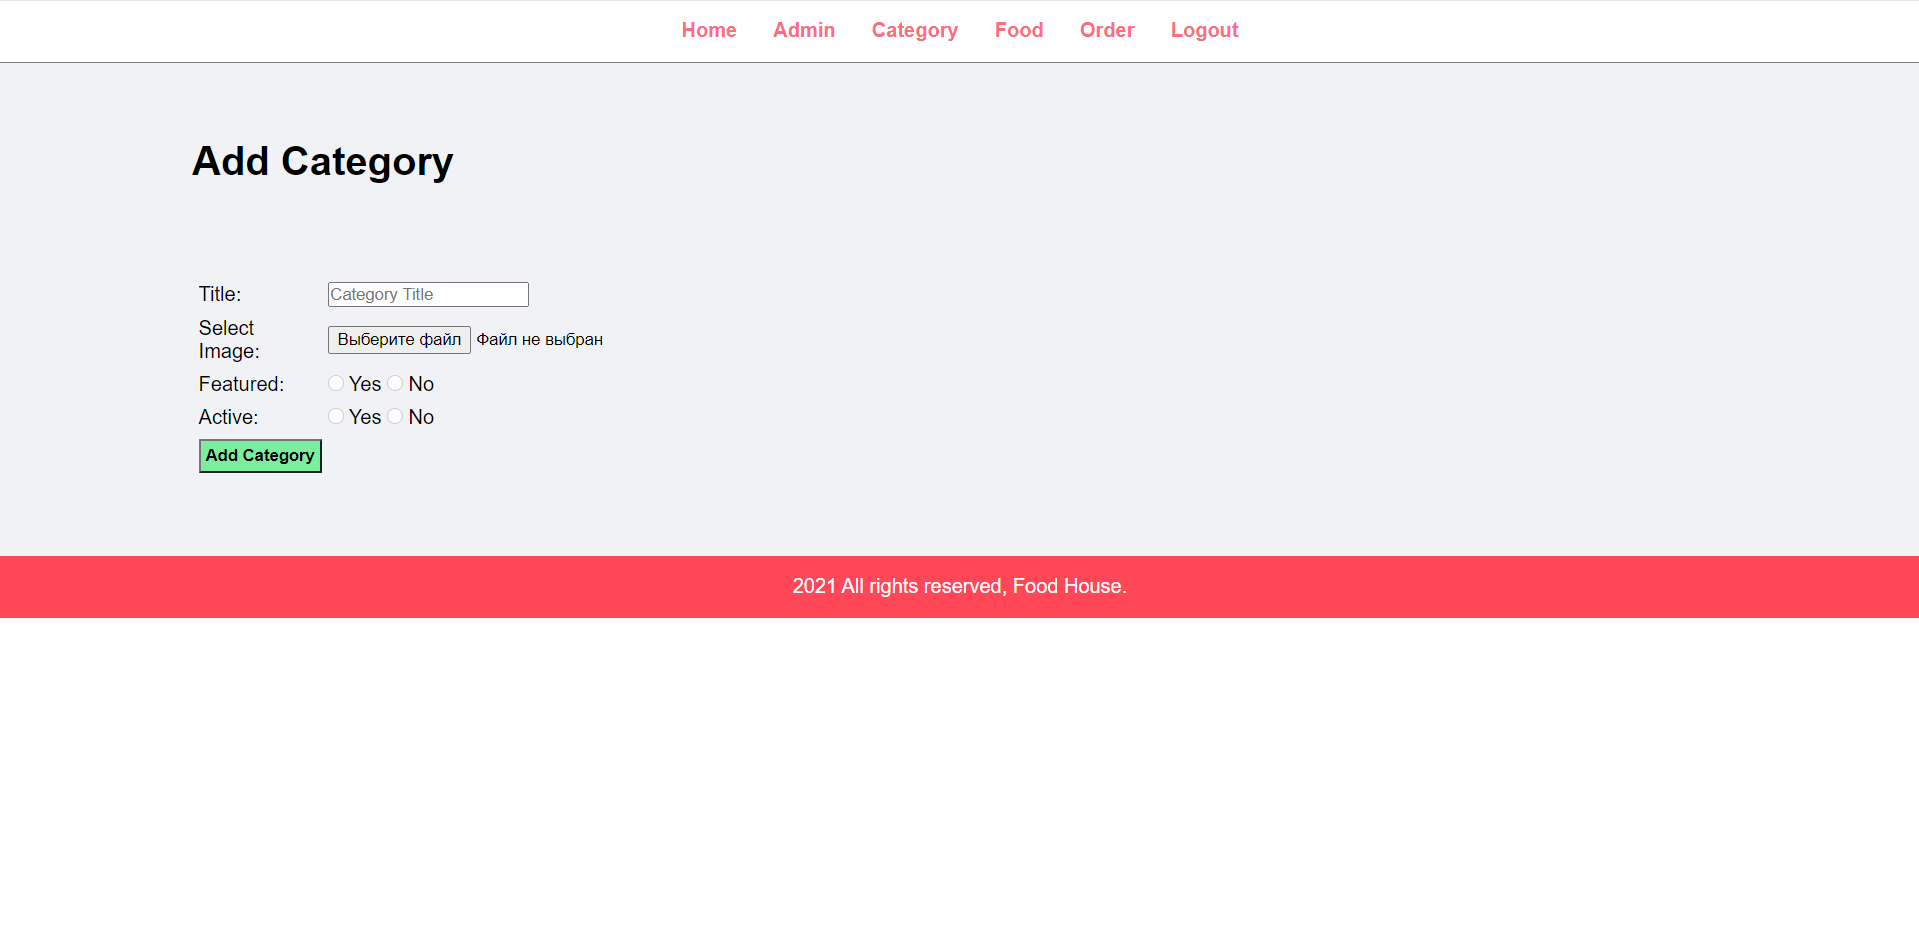 Home Admin Category Food Order Logout
Add Category
Title: Category Title
Select
Image: Выберите файл Файл не выбран
Featured: Yes No
Active: Yes No
Add Category
2021 All rights reserved, Food House.